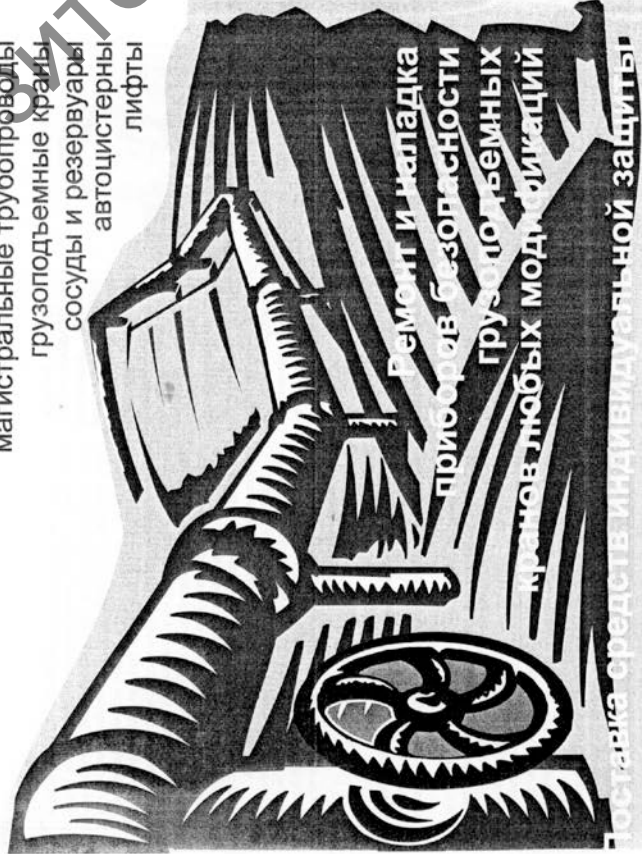 магистральные трубопроводы
грузоподъемные краны
сосуды и резервуары
автоцистерны
лифты
Ремонт и наладка
приборов безопасности
грузоподъемных
кранов любых модификаций
Поставка средств индивидуальной защиты